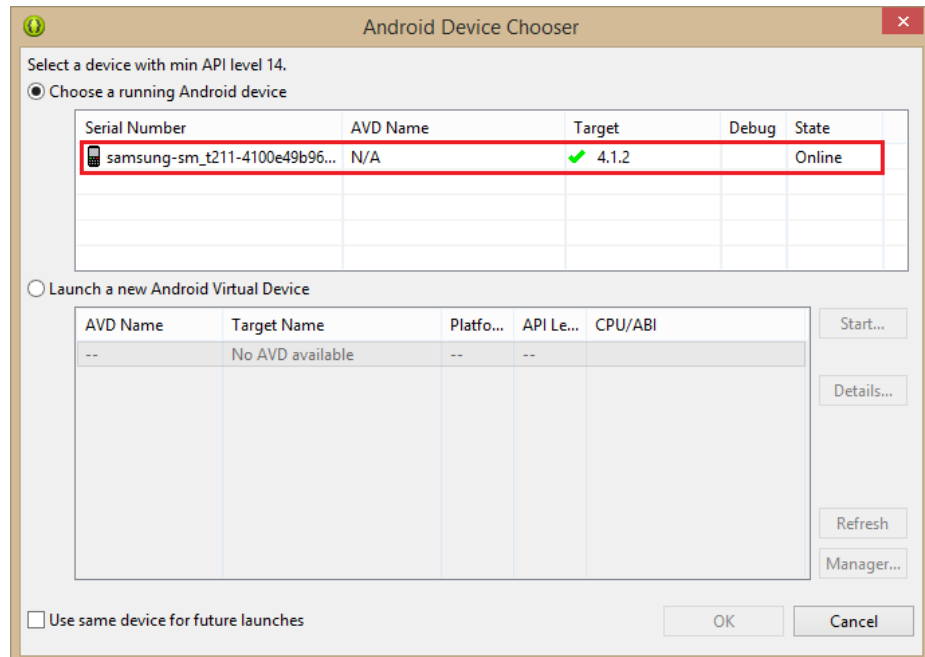 Android Device Chooser
Select a device with min API level 14.
Choose a running Android device
Serial Number AVD Name Target Debug State
samsung-sm_t211-4100e49b96... N/A 4.1.2 Online
Launch a new Android Virtual Device
AVD Name Target Name Platfo... API Le... CPU/ABI
-- No AVD available -- --
Start...
Details...
Refresh
Manager...
Use same device for future launches
OK Cancel